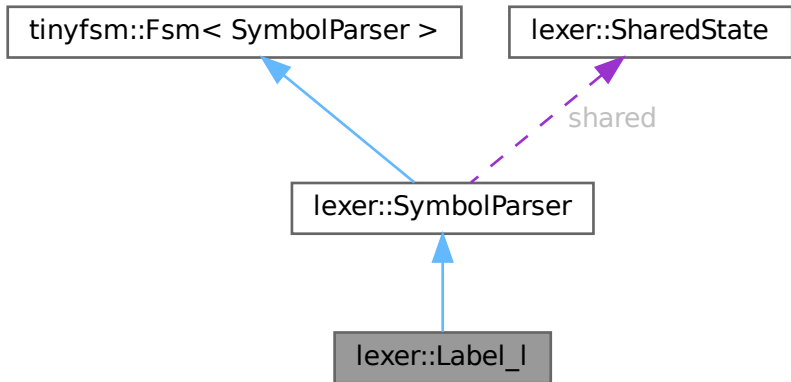 tinyfsm::Fsm< SymbolParser >
lexer::SharedState
shared
lexer::SymbolParser
lexer::Label_l